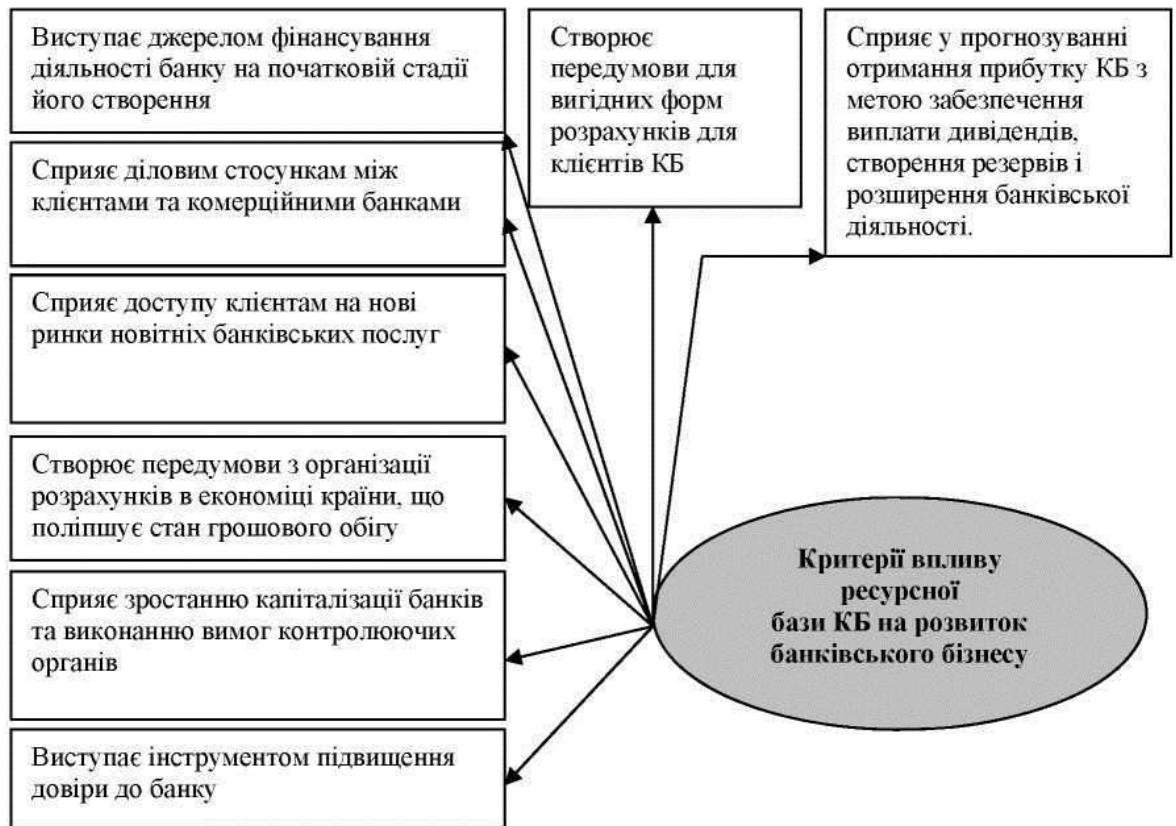 Виступає джерелом фінансування
діяльності банку на початковій стадії
його створення
Сприяє діловим стосункам між
клієнтами та комерційними банками
Сприяє доступу клієнтам на нові
ринки новітніх банківських послуг
Створює передумови з організації
розрахунків в економіці країни, що
поліпшує стан грошового обігу
Сприяє зростанню капіталізації банків
та виконанню вимог контролюючих
органів
Виступає інструментом підвищення
довіри до банку
Створює
передумови для
вигідних форм
розрахунків для
клієнтів КБ
Сприяє у прогнозуванні
отримання прибутку КБ з
метою забезпечення
виплати дивідендів,
створення резервів і
розширення банківської
діяльності.
Критерії впливу
ресурсної
бази КБ на розвиток
банківського бізнесу